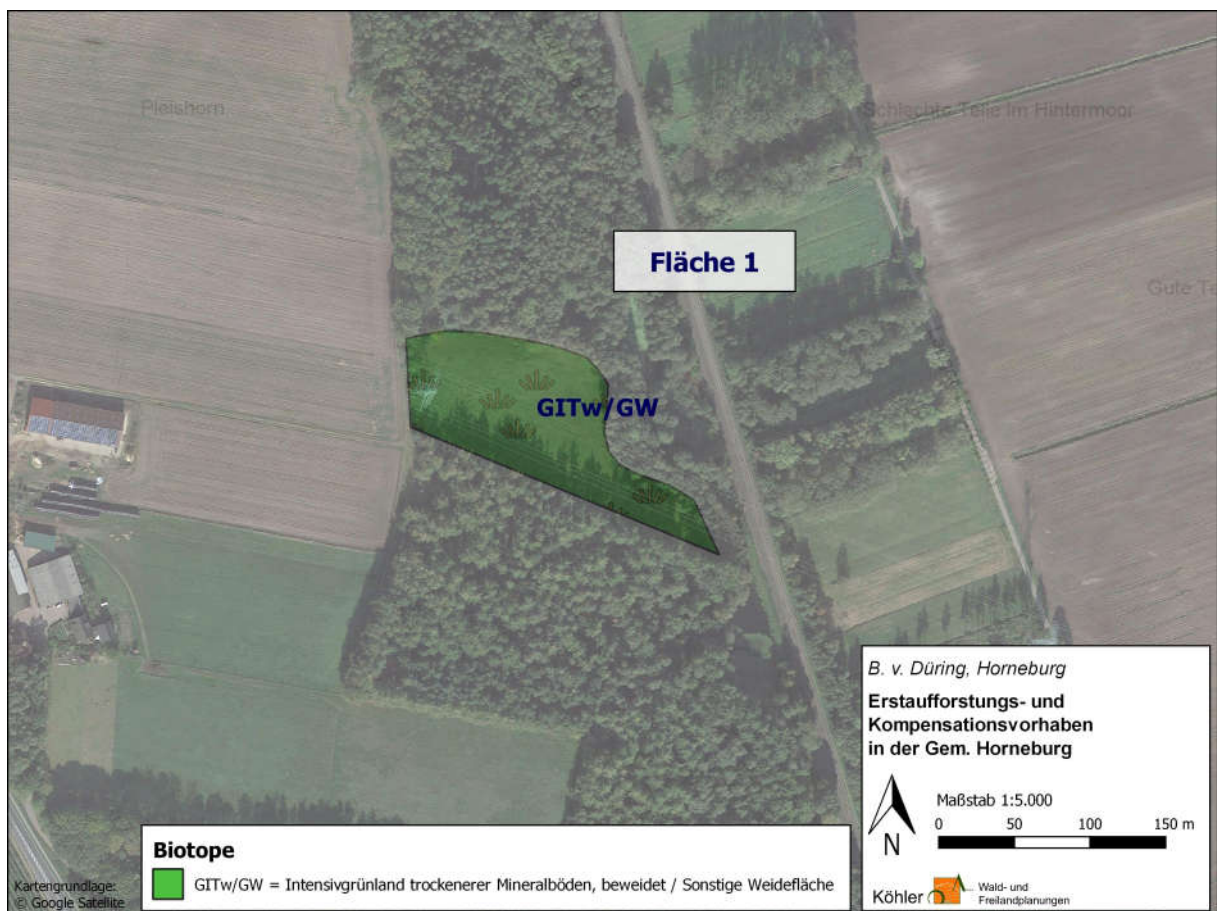 Pleishorn
Schlechte Teile im Hintermoor
Fläche 1
Gute Te
GITw/GW
B. v. Düring, Horneburg
Erstaufforstungs- und
Kompensationsvorhaben
in der Gem. Horneburg
Maßstab 1:5.000
0 50 100 150 m
N
Biotope
GITw/GW = Intensivgrünland trockenerer Mineralböden, beweidet / Sonstige Weidefläche
Kartengrundlage:
© Google Satellite
Köhler Wald- und
Freilandplanungen